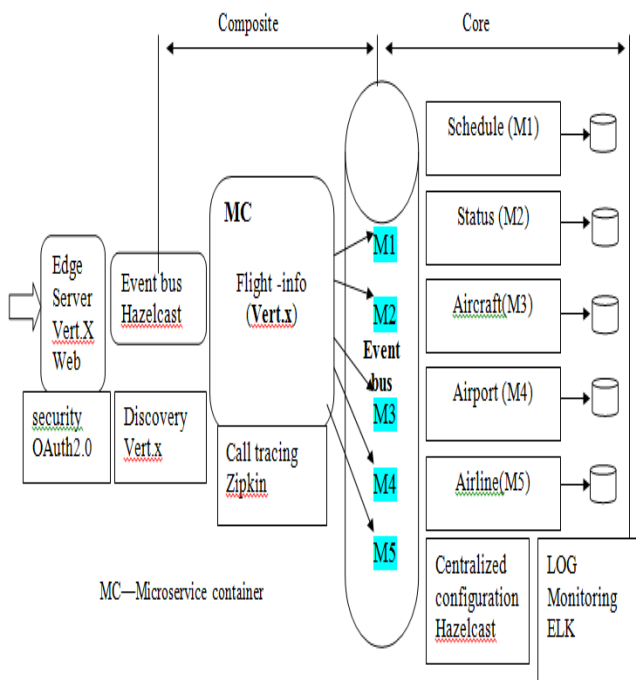 Composite
Core
Edge
Server
Vert.X
Web
security
OAuth2.0
Event bus
Hazelcast
Discovery
Vert.x
MC
Flight -info
(Vert.x)
Call tracing
Zipkin
M1
M2
Event
bus
M3
M4
M5
Schedule (M1)
Status (M2)
Aircraft(M3)
Airport (M4)
Airline(M5)
Centralized
configuration
Hazelcast
LOG
Monitoring
ELK
MC—Microservice container